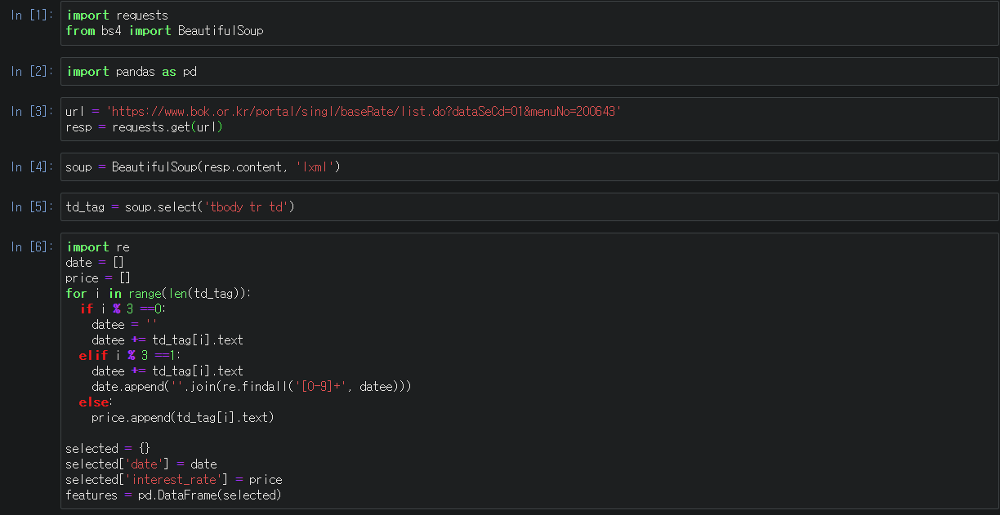 In [1]: import requests
from bs4 import BeautifulSoup
In [2]: import pandas as pd
In [3]: url = 'https://www.bok.or.kr/portal/singl/baseRate/list.do?dataSeCd=01&menuNo=200643'
resp = requests.get(url)
In [4]: soup = BeautifulSoup(resp.content, 'lxml')
In [5]: td_tag = soup.select('tbody tr td')
In [6]: import re
date = []
price = []
for i in range(len(td_tag)):
  if i % 3 ==0:
    datee = ''
    datee += td_tag[i].text
  elif i % 3 ==1:
    datee += td_tag[i].text
    date.append(''.join(re.findall('[0-9]+', datee)))
  else:
    price.append(td_tag[i].text)
selected = {}
selected['date'] = date
selected['interest_rate'] = price
features = pd.DataFrame(selected)